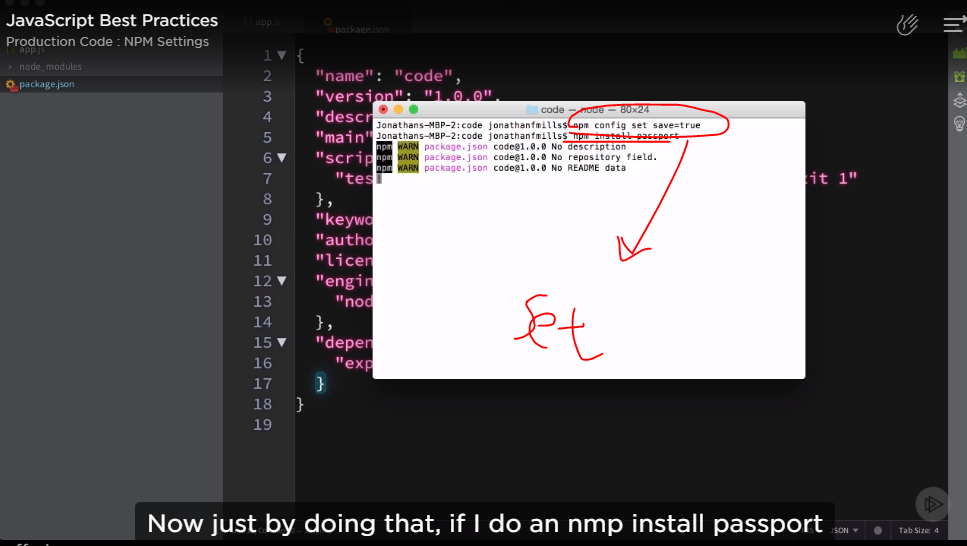 JavaScript Best Practices
Production Code : NPM Settings
app.js
node_modules
package.json
app.js
package.json
1 {
2 "name": "code",
3 "version": "1.0.0",
4 "descr
5 "main"
6 "scrip
7 "tes
xit 1"
8 },
9 "keywo
10 "autho
11 "licen
12 "engin
13 "nod
14 },
15 "depen
16 "exp
17 }
18 }
19
code — node — 80×24
Jonathans-MBP-2:code jonathanfmills$ npm config set save=true
Jonathans-MBP-2:code jonathanfmills$ npm install passport
npm WARN package.json code@1.0.0 No description
npm WARN package.json code@1.0.0 No repository field.
npm WARN package.json code@1.0.0 No README data
set
Now just by doing that, if I do an nmp install passport
JSON
Tab Size: 4